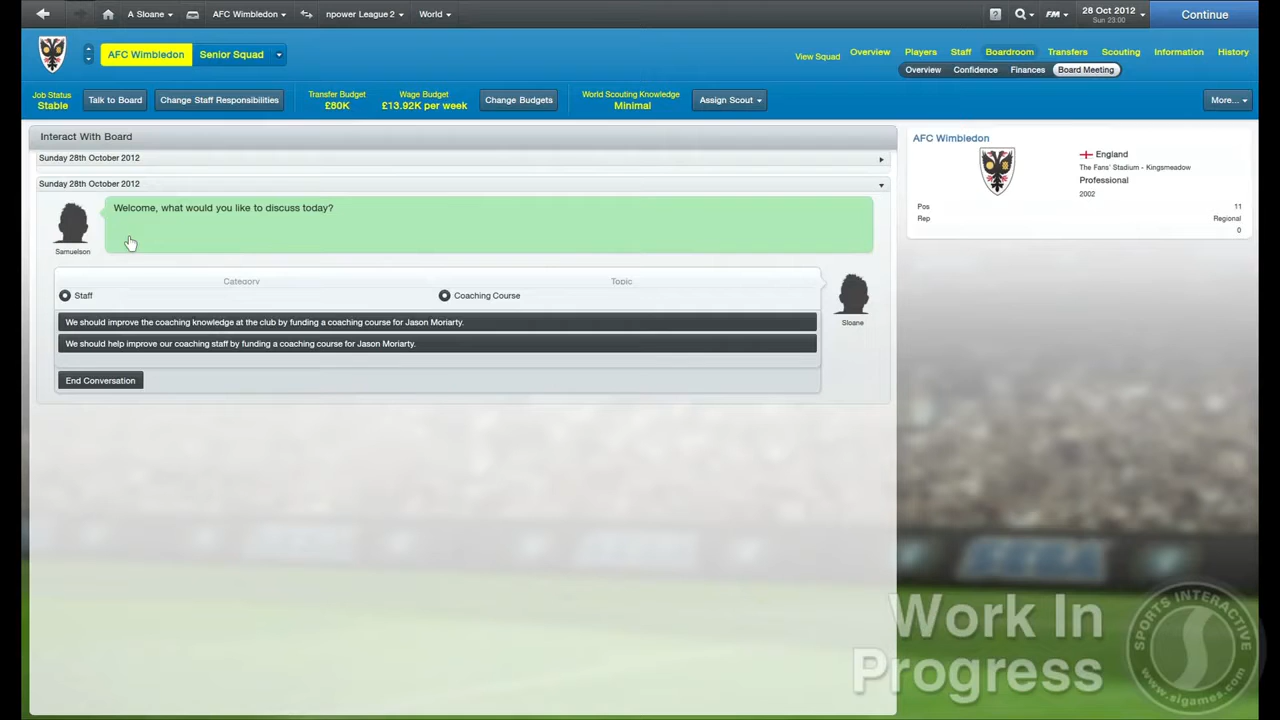 A Sloane
AFC Wimbledon
npower League 2
World
?
FM
28 Oct 2012
Sun 23:00
Continue
AFC Wimbledon
Senior Squad
View Squad
Overview
Players
Staff
Boardroom
Transfers
Scouting
Information
History
Overview
Confidence
Finances
Board Meeting
Job Status
Stable
Talk to Board
Change Staff Responsibilities
Transfer Budget
£80K
Wage Budget
£13.92K per week
Change Budgets
World Scouting Knowledge
Minimal
Assign Scout
More...
Interact With Board
Sunday 28th October 2012
Sunday 28th October 2012
Welcome, what would you like to discuss today?
Samuelson
Category
Topic
Staff
Coaching Course
We should improve the coaching knowledge at the club by funding a coaching course for Jason Moriarty.
We should help improve our coaching staff by funding a coaching course for Jason Moriarty.
Sloane
End Conversation
AFC Wimbledon
England
The Fans' Stadium - Kingsmeadow
Professional
2002
Pos 11
Rep Regional
0
SEGA
Work In
Progress
SPORTS INTERACTIVE
www.sigames.com